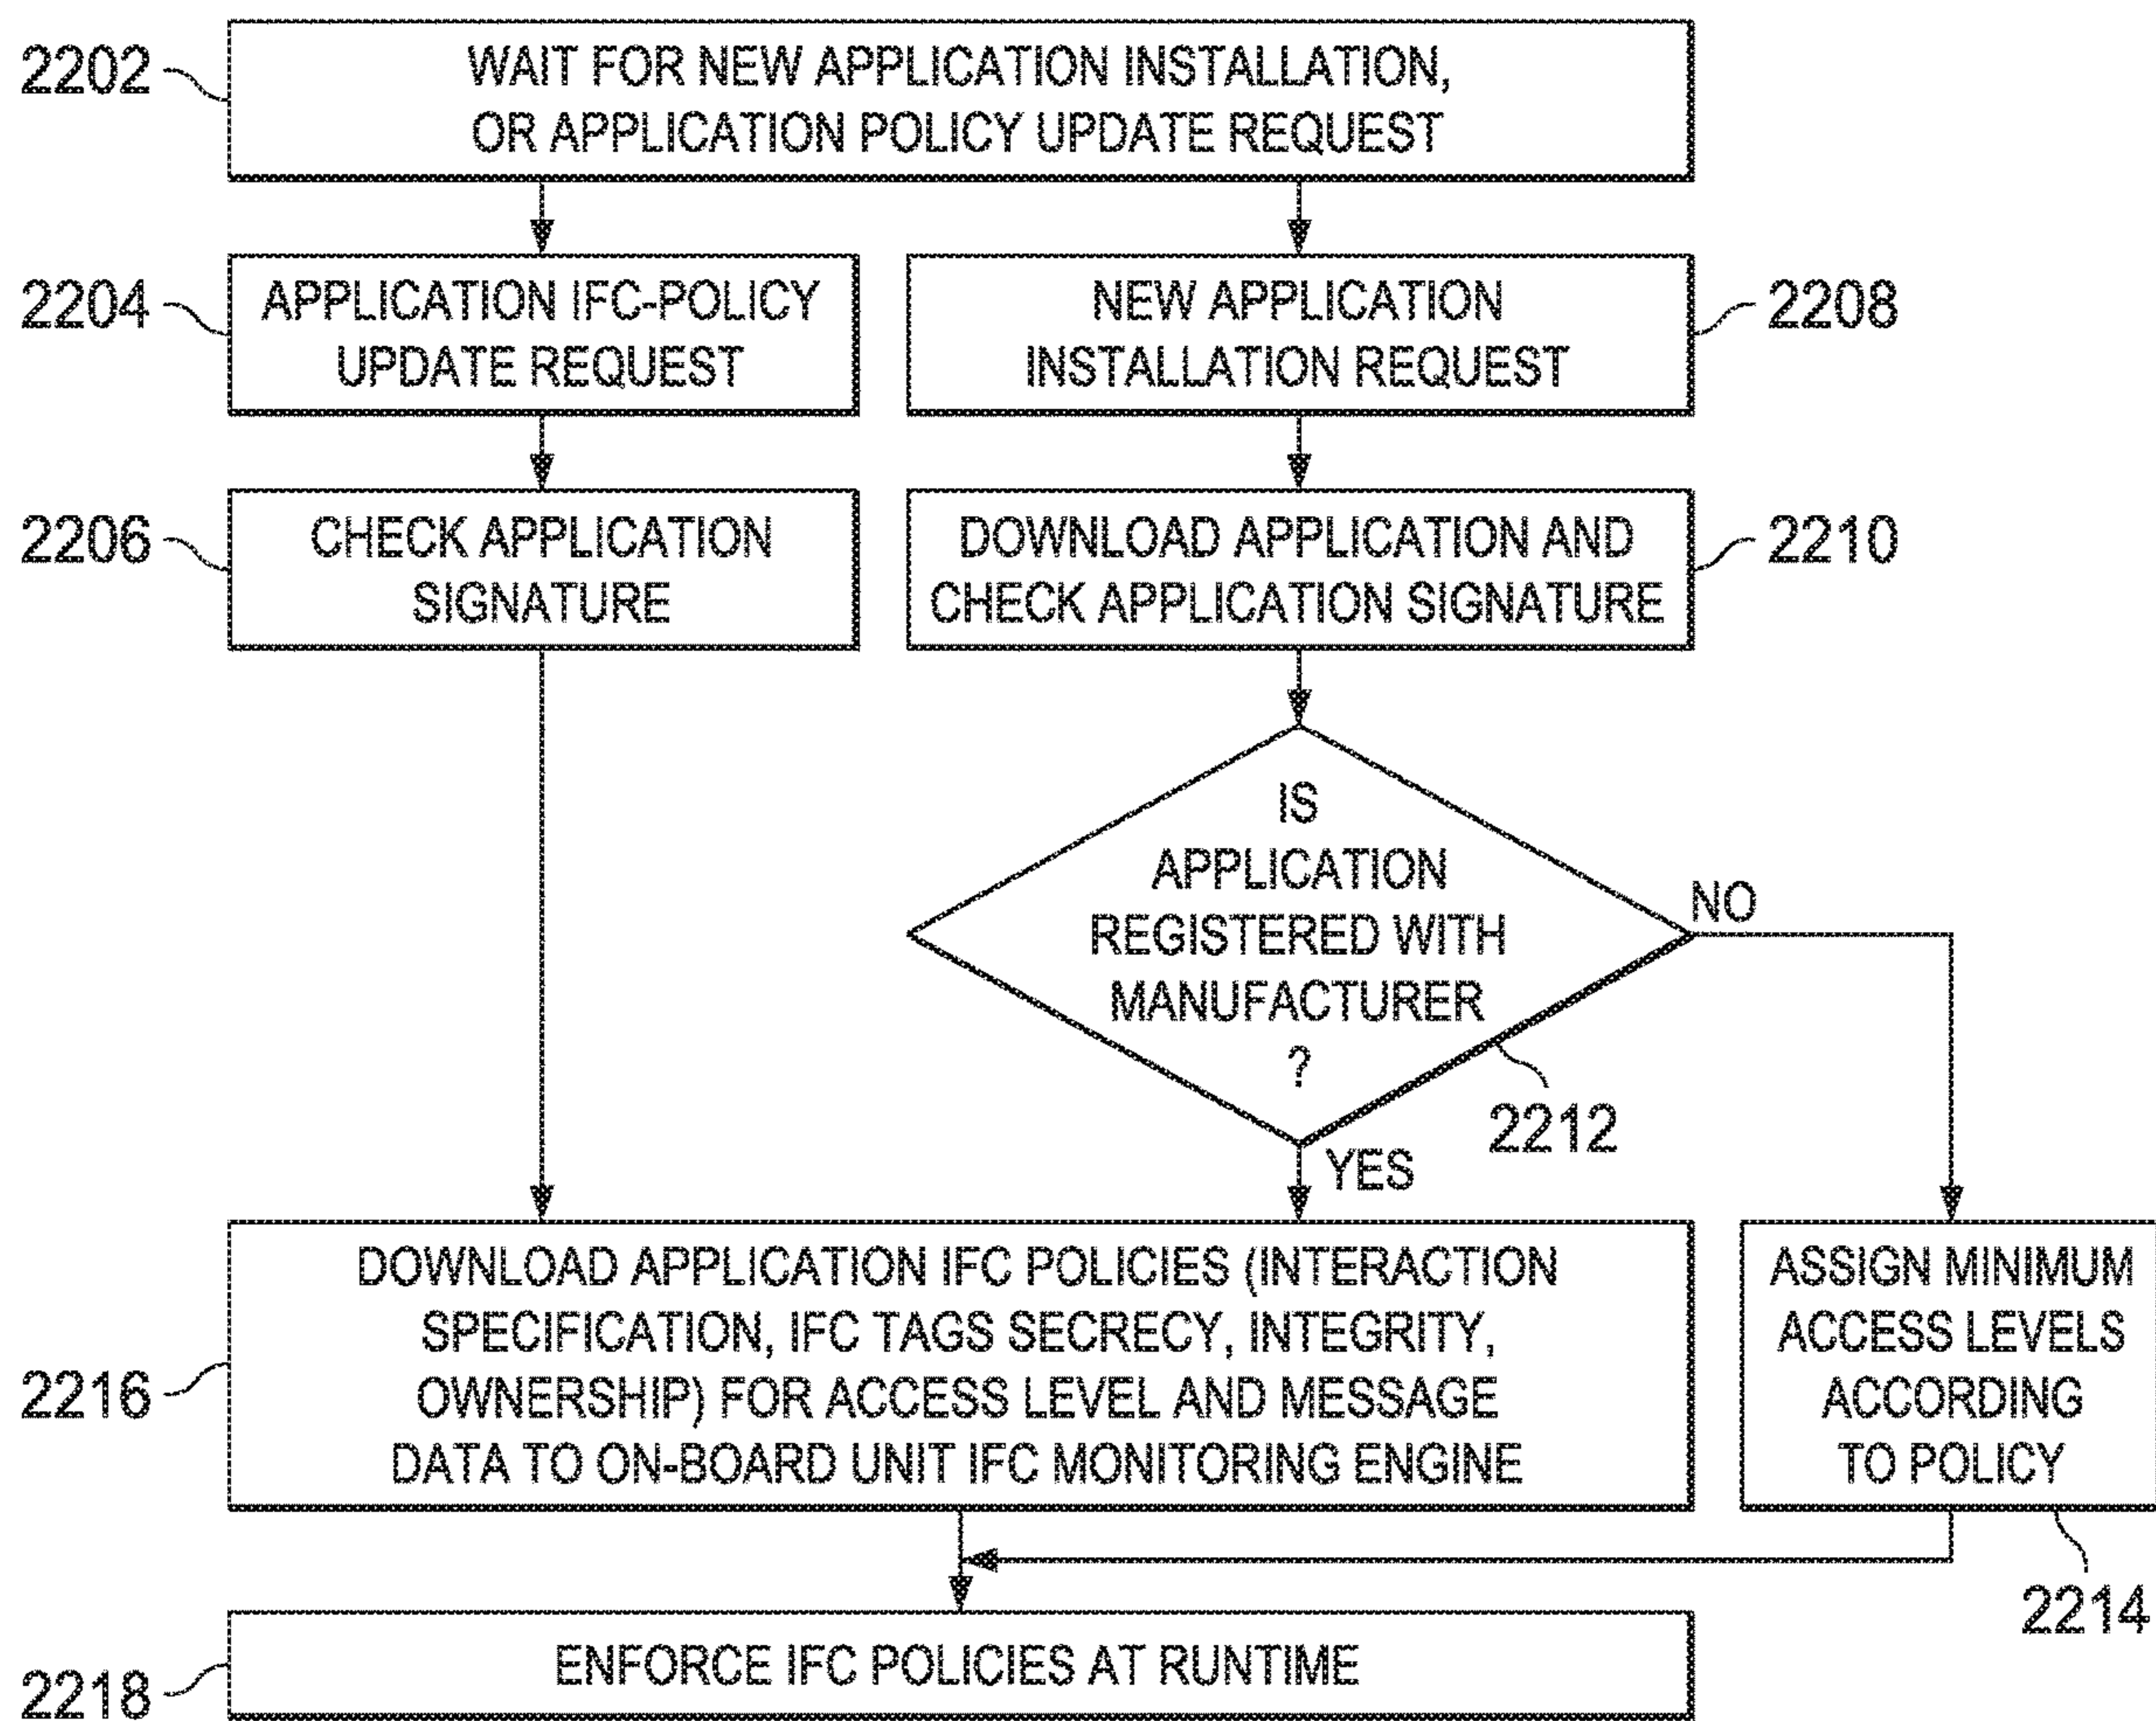 2202
WAIT FOR NEW APPLICATION INSTALLATION,
OR APPLICATION POLICY UPDATE REQUEST
2204
APPLICATION IFC-POLICY
UPDATE REQUEST
NEW APPLICATION
INSTALLATION REQUEST
2208
2206
CHECK APPLICATION
SIGNATURE
DOWNLOAD APPLICATION AND
CHECK APPLICATION SIGNATURE
2210
IS
APPLICATION
REGISTERED WITH
MANUFACTURER
?
NO
2212
YES
2216
DOWNLOAD APPLICATION IFC POLICIES (INTERACTION
SPECIFICATION, IFC TAGS SECRECY, INTEGRITY,
OWNERSHIP) FOR ACCESS LEVEL AND MESSAGE
DATA TO ON-BOARD UNIT IFC MONITORING ENGINE
ASSIGN MINIMUM
ACCESS LEVELS
ACCORDING
TO POLICY
2214
2218
ENFORCE IFC POLICIES AT RUNTIME